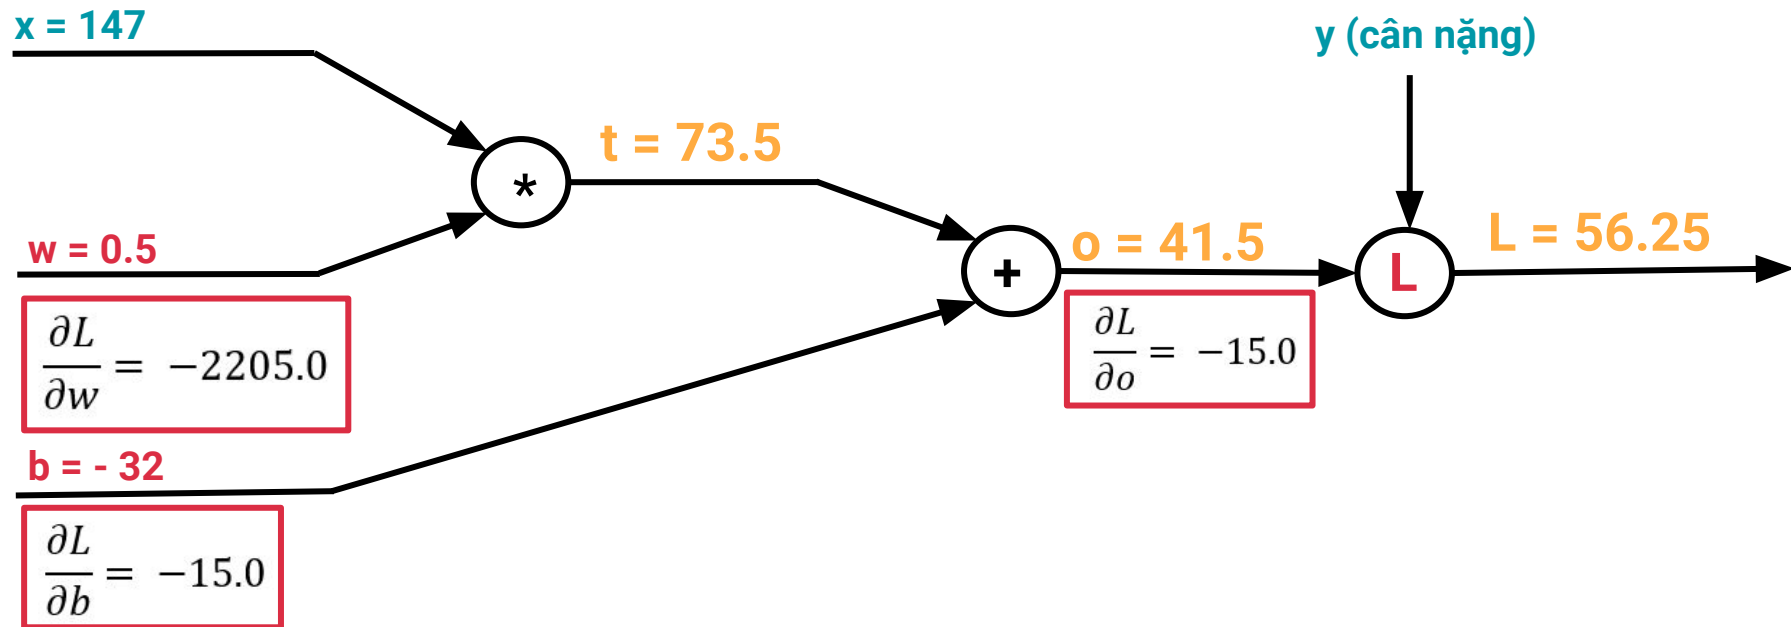 x = 147
y (cân nặng)
t = 73.5
*
w = 0.5
o = 41.5
L = 56.25
+
L
∂L/∂w = −2205.0
∂L/∂o = −15.0
b = - 32
∂L/∂b = −15.0